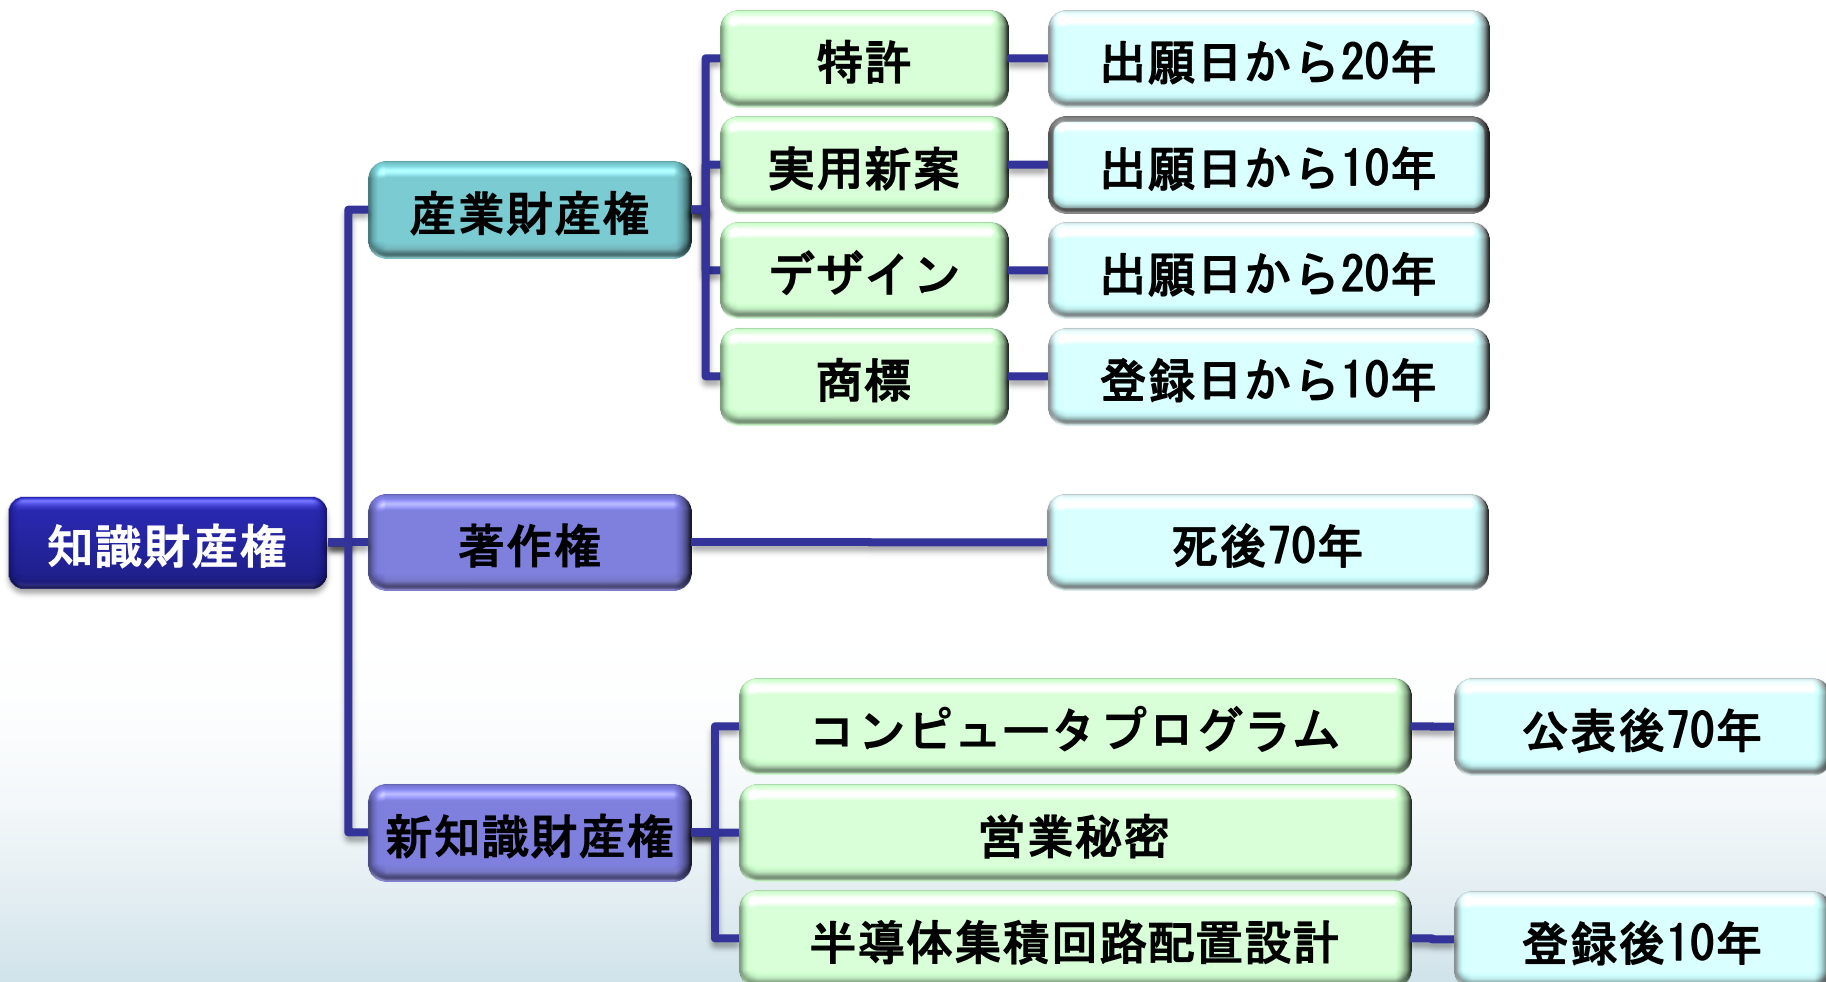 特許
出願日から20年
実用新案
出願日から10年
産業財産権
デザイン
出願日から20年
商標
登録日から10年
知識財産権
著作権
死後70年
コンピュータプログラム
公表後70年
新知識財産権
営業秘密
半導体集積回路配置設計
登録後10年